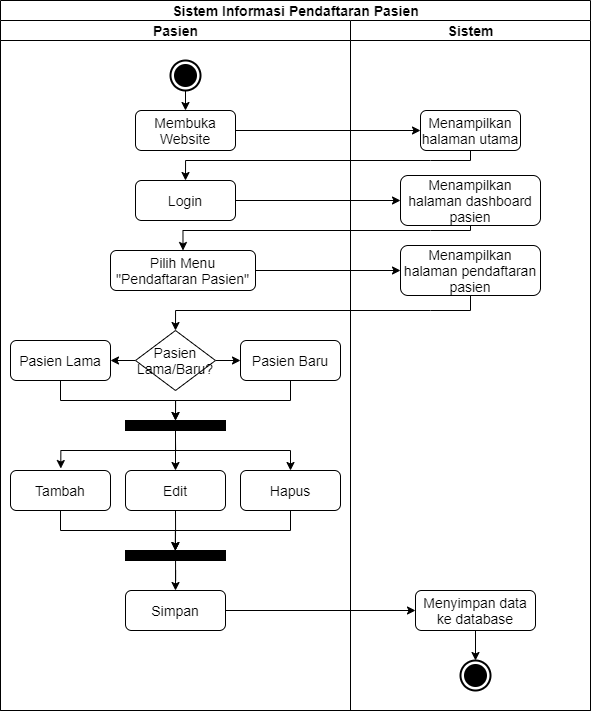 Sistem Informasi Pendaftaran Pasien
Pasien
Sistem
Membuka
Website
Menampilkan
halaman utama
Login
Menampilkan
halaman dashboard
pasien
Pilih Menu
"Pendaftaran Pasien"
Menampilkan
halaman pendaftaran
pasien
Pasien Lama
Pasien
Lama/Baru?
Pasien Baru
Tambah
Edit
Hapus
Simpan
Menyimpan data
ke database